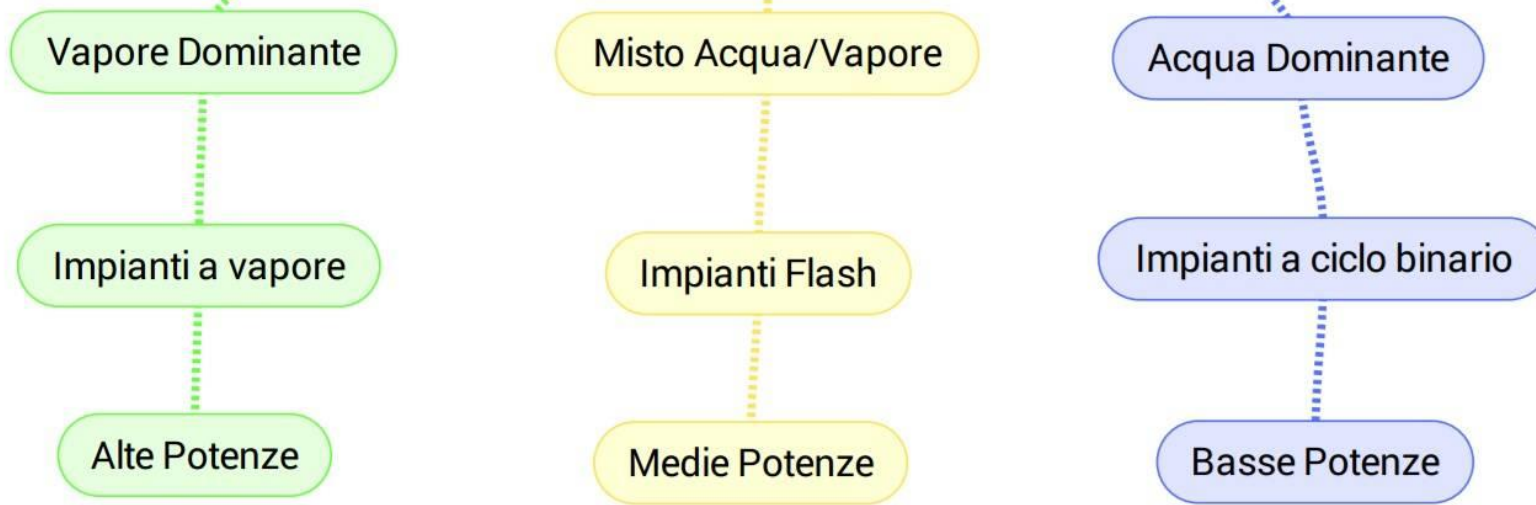 Vapore Dominante
Misto Acqua/Vapore
Acqua Dominante
Impianti a vapore
Impianti Flash
Impianti a ciclo binario
Alte Potenze
Medie Potenze
Basse Potenze